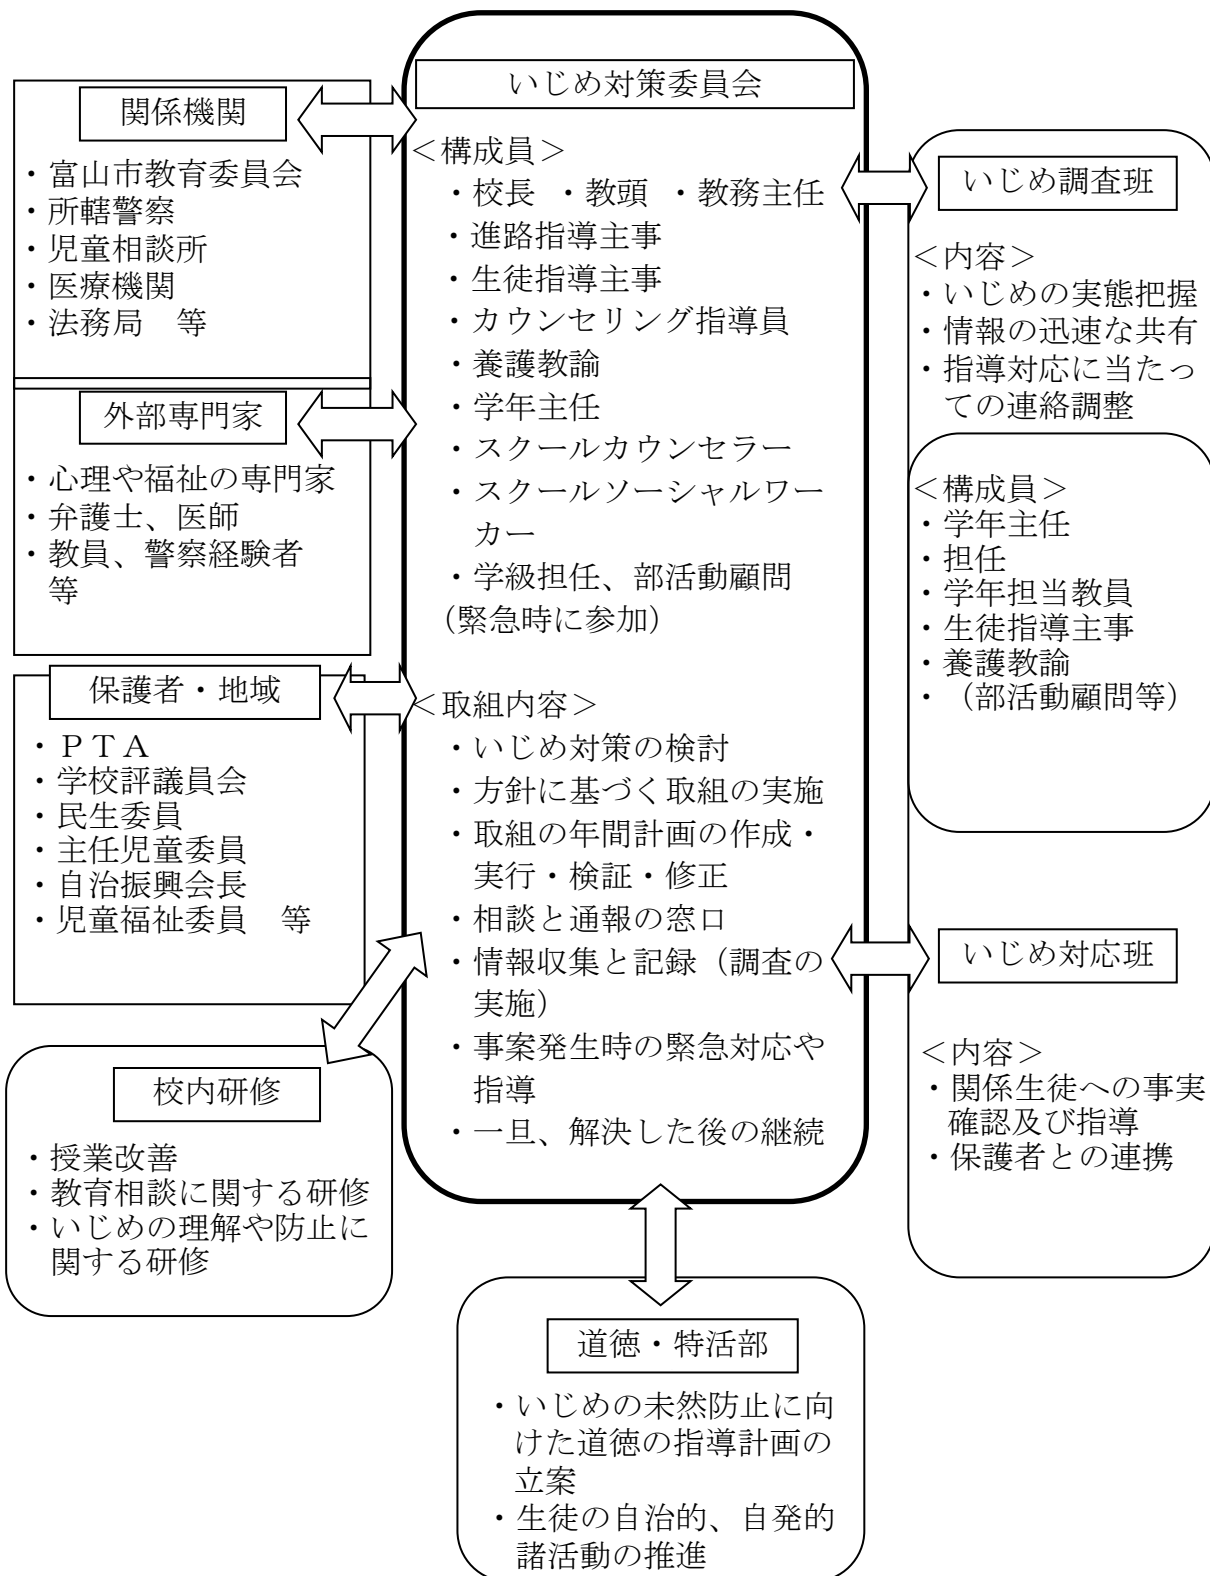 いじめ対策委員会
＜構成員＞
・校長　・教頭　・教務主任
・進路指導主事
・生徒指導主事
・カウンセリング指導員
・養護教諭
・学年主任
・スクールカウンセラー
・スクールソーシャルワー
カー
・学級担任、部活動顧問
（緊急時に参加）
＜取組内容＞
・いじめ対策の検討
・方針に基づく取組の実施
・取組の年間計画の作成・
実行・検証・修正
・相談と通報の窓口
・情報収集と記録（調査の
実施）
・事案発生時の緊急対応や
指導
・一旦、解決した後の継続
関係機関
・富山市教育委員会
・所轄警察
・児童相談所
・医療機関
・法務局　等
外部専門家
・心理や福祉の専門家
・弁護士、医師
・教員、警察経験者
等
保護者・地域
・ＰＴＡ
・学校評議員会
・民生委員
・主任児童委員
・自治振興会長
・児童福祉委員　等
校内研修
・授業改善
・教育相談に関する研修
・いじめの理解や防止に
関する研修
いじめ調査班
＜内容＞
・いじめの実態把握
・情報の迅速な共有
・指導対応に当たっ
ての連絡調整
＜構成員＞
・学年主任
・担任
・学年担当教員
・生徒指導主事
・養護教諭
・（部活動顧問等）
いじめ対応班
＜内容＞
・関係生徒への事実
確認及び指導
・保護者との連携
道徳・特活部
・いじめの未然防止に向
けた道徳の指導計画の
立案
・生徒の自治的、自発的
諸活動の推進